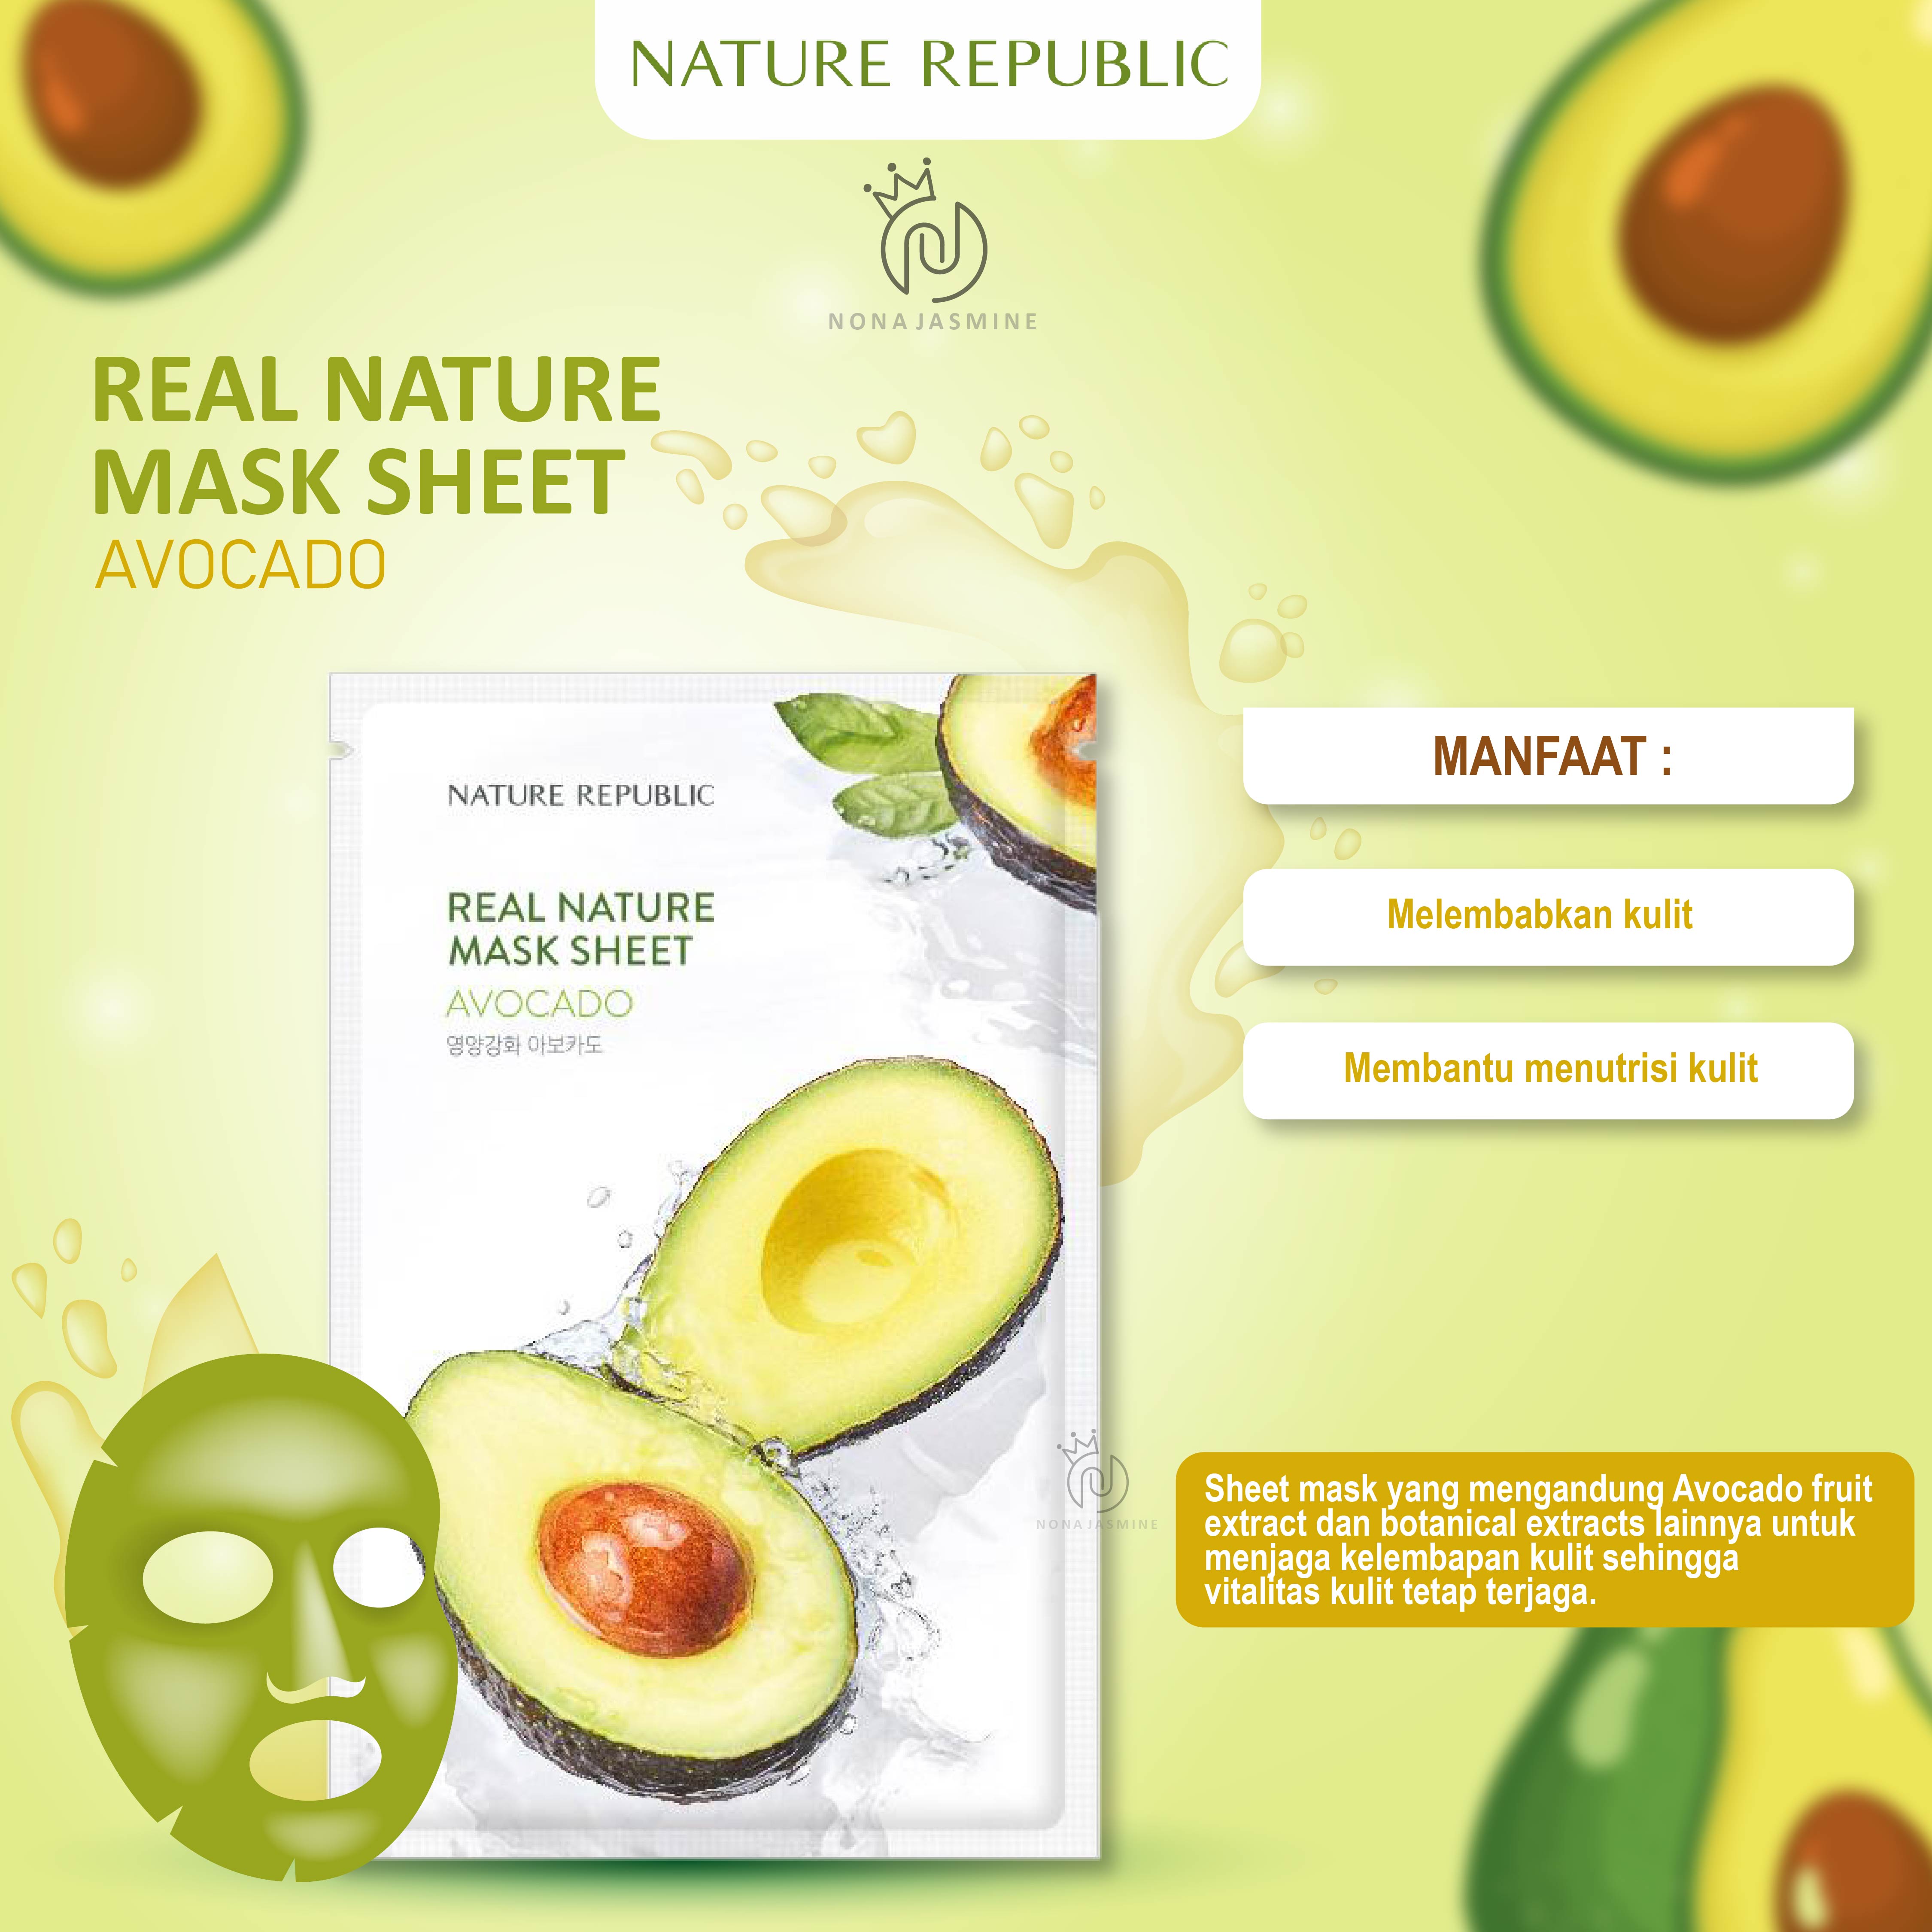 NATURE REPUBLIC
NONA JASMINE
REAL NATURE
MASK SHEET
AVOCADO
NATURE REPUBLIC
REAL NATURE
MASK SHEET
AVOCADO
영양강화 아보카도
MANFAAT :
Melembabkan kulit
Membantu menutrisi kulit
NONA JASMINE
Sheet mask yang mengandung Avocado fruit
extract dan botanical extracts lainnya untuk
menjaga kelembapan kulit sehingga
vitalitas kulit tetap terjaga.